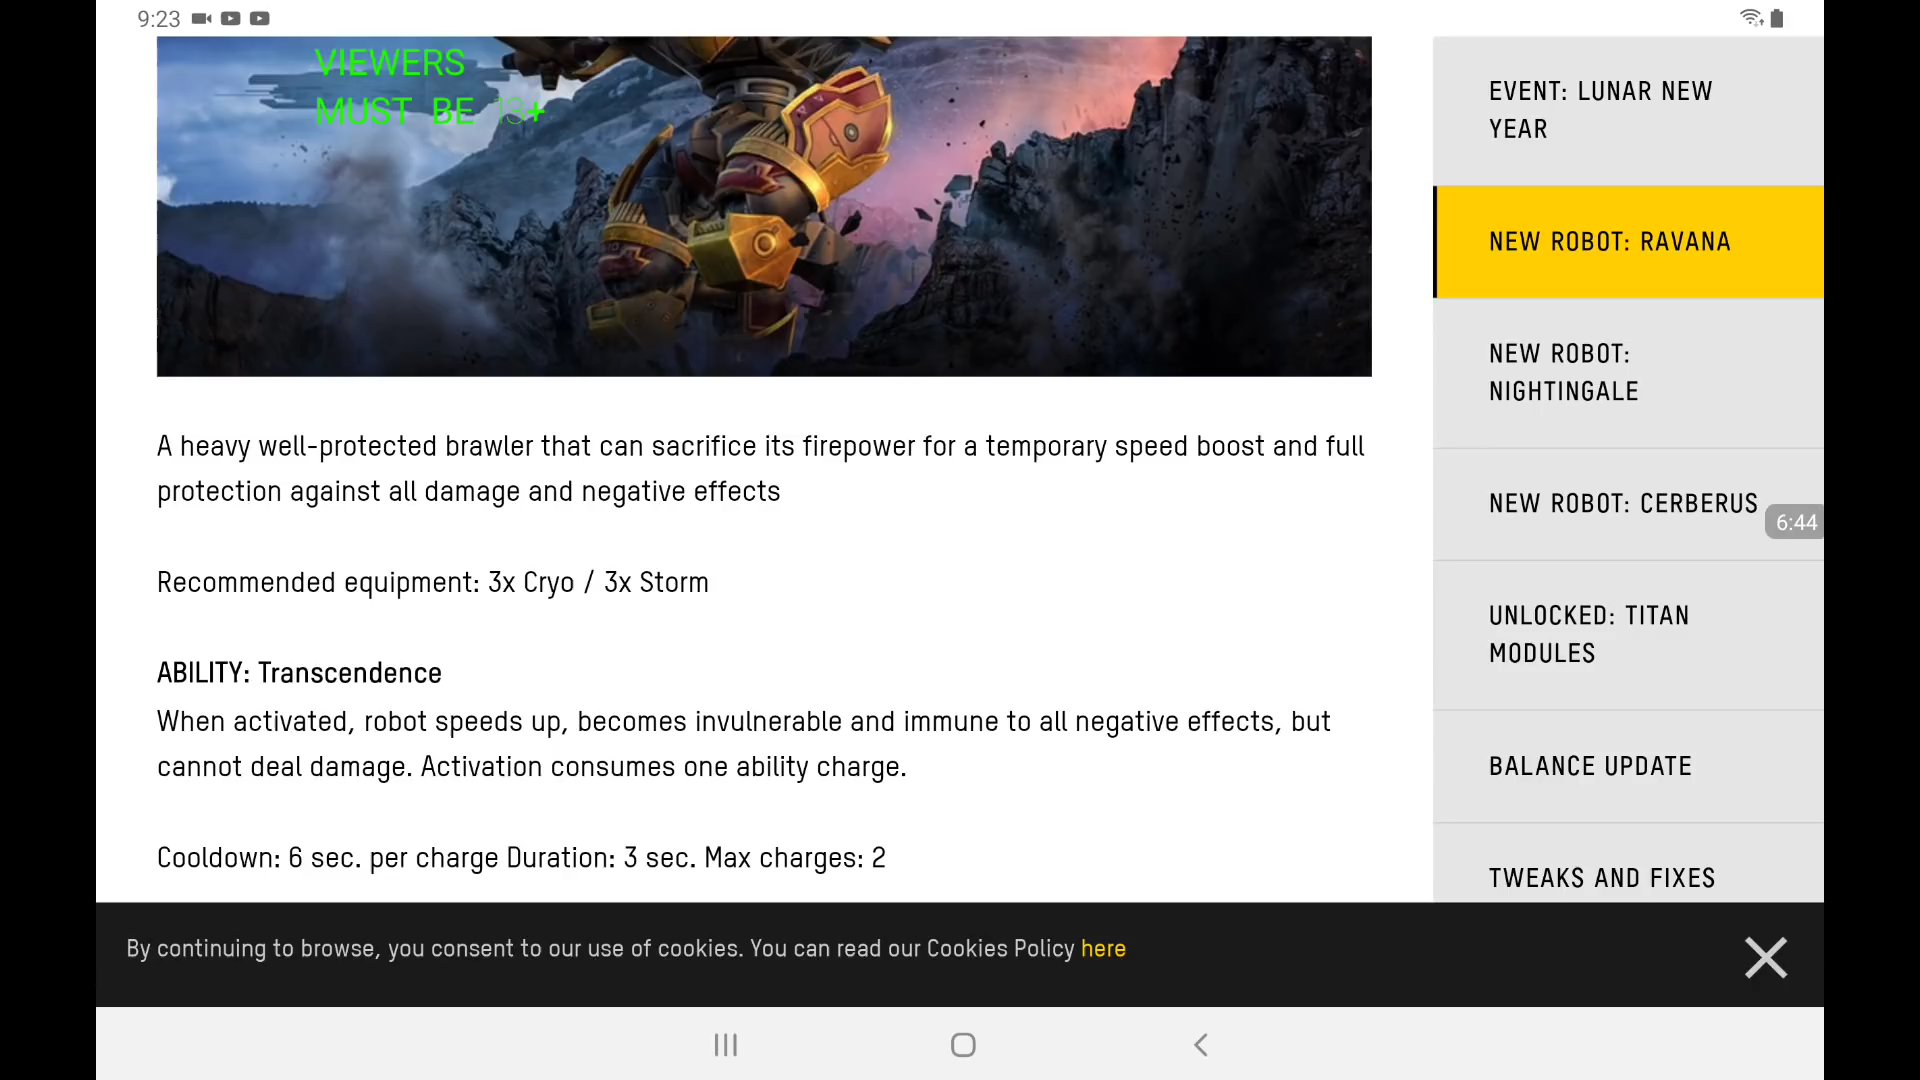 9:23
VIEWERS
MUST BE 13+
EVENT: LUNAR NEW
YEAR
NEW ROBOT: RAVANA
NEW ROBOT:
NIGHTINGALE
NEW ROBOT: CERBERUS
6:44
UNLOCKED: TITAN
MODULES
BALANCE UPDATE
TWEAKS AND FIXES
A heavy well-protected brawler that can sacrifice its firepower for a temporary speed boost and full
protection against all damage and negative effects
Recommended equipment: 3x Cryo / 3x Storm
ABILITY: Transcendence
When activated, robot speeds up, becomes invulnerable and immune to all negative effects, but
cannot deal damage. Activation consumes one ability charge.
Cooldown: 6 sec. per charge Duration: 3 sec. Max charges: 2
By continuing to browse, you consent to our use of cookies. You can read our Cookies Policy here